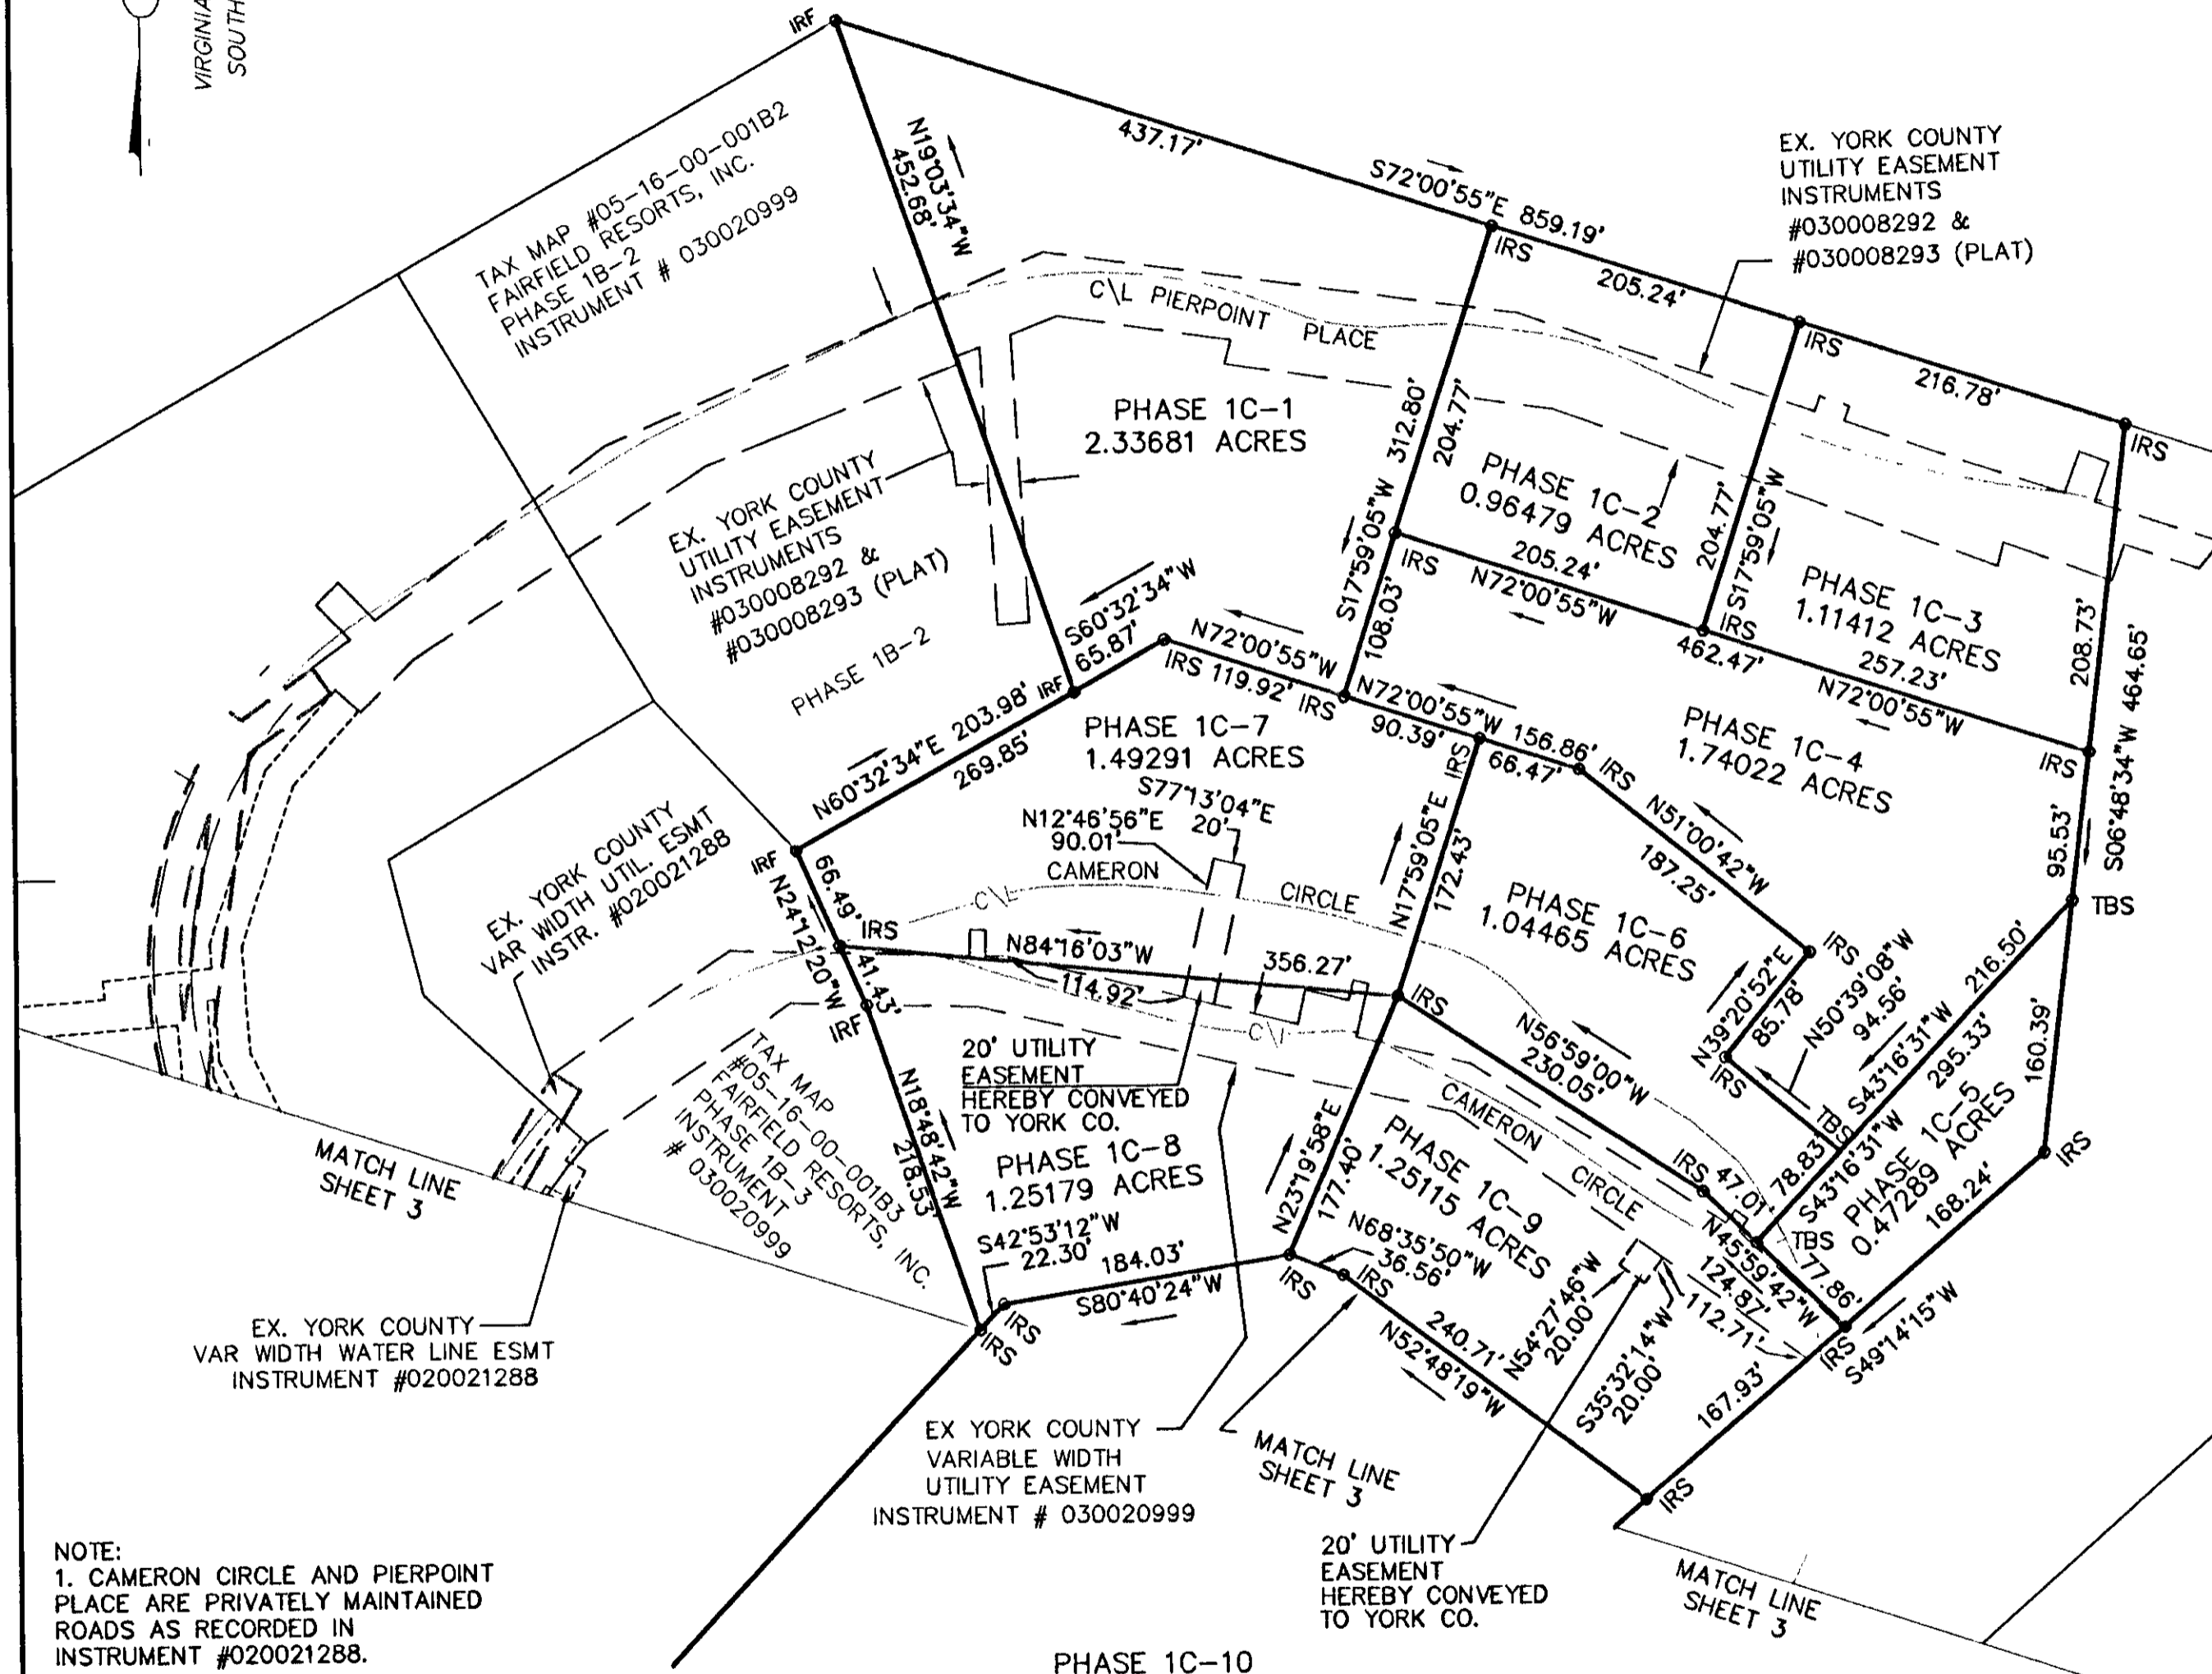 VIRGINIA
SOUTH
IRF
TAX MAP #05-16-00-001B2
FAIRFIELD RESORTS, INC.
PHASE 1B-2
INSTRUMENT # 030020999
N19°03'34"W
452.68'
437.17'
S72°00'55"E 859.19'
IRS
205.24'
IRS
216.78'
IRS
EX. YORK COUNTY
UTILITY EASEMENT
INSTRUMENTS
#030008292 &
#030008293 (PLAT)
C\L PIERPOINT PLACE
PHASE 1C-1
2.33681 ACRES
S17°59'05"W 312.80'
204.77'
108.03'
PHASE 1C-2
0.96479 ACRES
205.24'
N72°00'55"W
IRS
204.77'
S17°59'05"W
IRS
PHASE 1C-3
1.11412 ACRES
462.47'
257.23'
N72°00'55"W
208.73'
S06°48'34"W 464.65'
IRS
EX. YORK COUNTY
UTILITY EASEMENT
INSTRUMENTS
#030008292 &
#030008293 (PLAT)
PHASE 1B-2
S60°32'34"W
65.87'
IRF
N72°00'55"W
IRS 119.92' IRS
N72°00'55"W 156.86'
90.39'
IRS
66.47'
IRS
PHASE 1C-4
1.74022 ACRES
95.53'
TBS
N60°32'34"E 203.98'
269.85'
PHASE 1C-7
1.49291 ACRES
S77°13'04"E
20'
N12°46'56"E
90.01'
CAMERON
CIRCLE
C\L
N17°59'05"E
172.43'
N51°00'42"W
187.25'
PHASE 1C-6
1.04465 ACRES
IRS
N39°20'52"E
85.78'
IRS
N50°39'08"W
94.56'
TBS
S43°16'31"W 216.50'
295.33'
160.39'
EX. YORK COUNTY
VAR WIDTH UTIL. ESMT
INSTR. #020021288
IRF
66.49'
N24°12'20"W
IRS
41.43'
IRF
N84°16'03"W
356.27'
114.92'
IRS
C\L
20' UTILITY
EASEMENT
HEREBY CONVEYED
TO YORK CO.
N56°59'00"W
230.05'
CAMERON CIRCLE
IRS 47.01'
78.83'
S43°16'31"W
TBS
PHASE 1C-5
0.47289 ACRES
IRS
168.24'
TAX MAP
#05-16-00-001B3
FAIRFIELD RESORTS, INC.
PHASE 1B-3
INSTRUMENT
# 030020999
N18°48'42"W
218.53'
PHASE 1C-8
1.25179 ACRES
S42°53'12"W
22.30'
184.03'
S80°40'24"W
IRS
IRS
N23°19'58"E
177.40'
IRS
PHASE 1C-9
1.25115 ACRES
N68°35'50"W
36.56'
IRS
N45°59'42"W
124.87'
77.86'
112.71'
N54°27'46"W
20.00'
S35°32'14"W
20.00'
IRS
S49°14'15"W
240.71'
N52°48'19"W
167.93'
IRS
MATCH LINE
SHEET 3
EX. YORK COUNTY
VAR WIDTH WATER LINE ESMT
INSTRUMENT #020021288
EX YORK COUNTY
VARIABLE WIDTH
UTILITY EASEMENT
INSTRUMENT # 030020999
MATCH LINE
SHEET 3
20' UTILITY
EASEMENT
HEREBY CONVEYED
TO YORK CO.
MATCH LINE
SHEET 3
NOTE:
1. CAMERON CIRCLE AND PIERPOINT
PLACE ARE PRIVATELY MAINTAINED
ROADS AS RECORDED IN
INSTRUMENT #020021288.
PHASE 1C-10